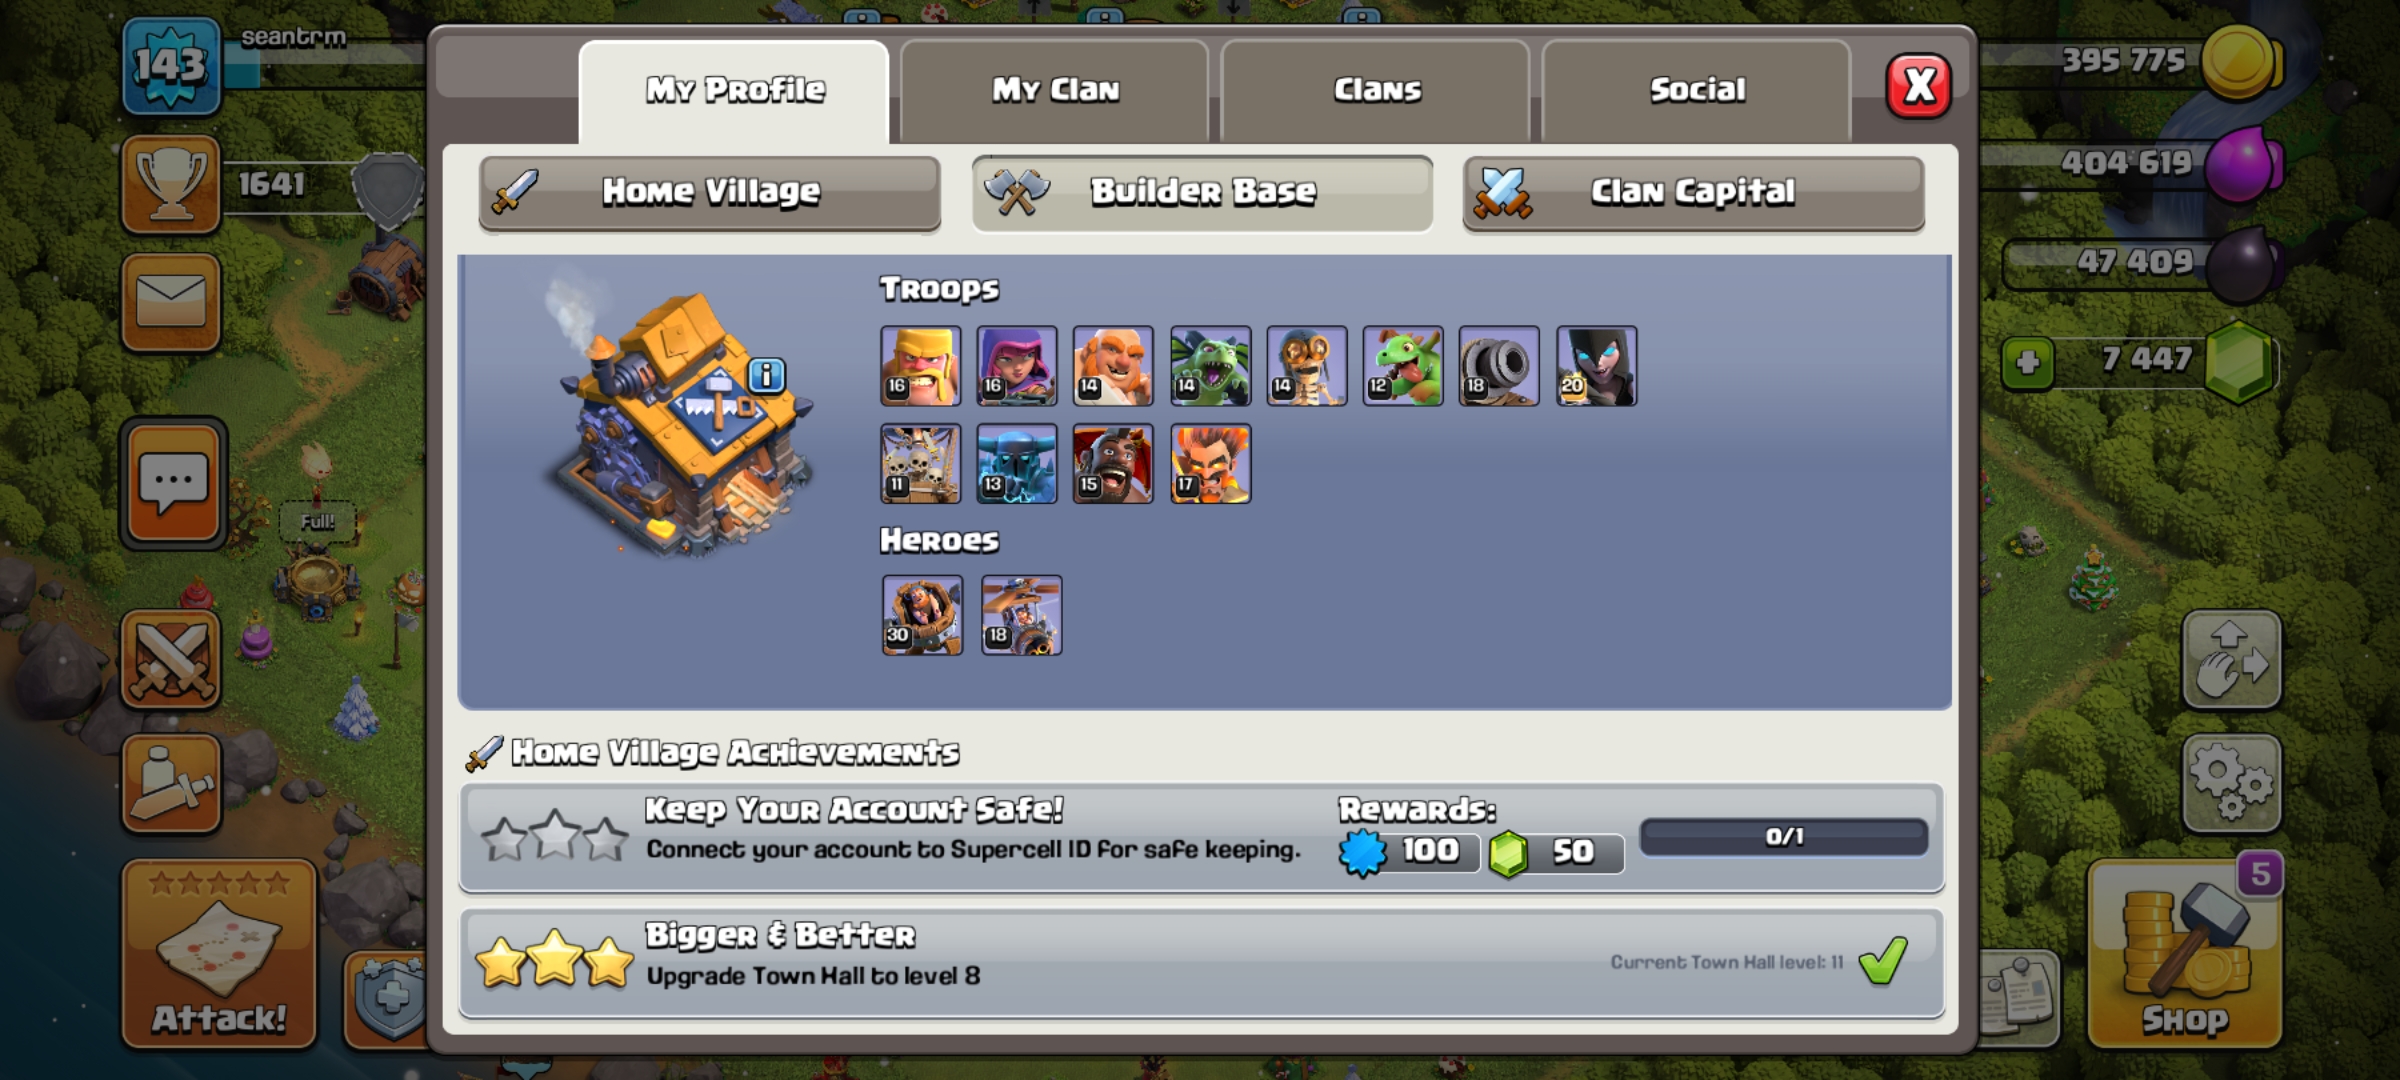 143
seantrm
My Profile
My Clan
Clans
Social
X
395 775
1641
Home Village
Builder Base
Clan Capital
404 619
47 409
7 447
Troops
16 16 14 14 14 12 18 20
11 13 15 17
Full!
Heroes
30 18
Home Village Achievements
Keep Your Account Safe!
Connect your account to Supercell ID for safe keeping.
Rewards:
100
50
0/1
Bigger & Better
Upgrade Town Hall to level 8
Current Town Hall level: 11
5
Attack!
Shop